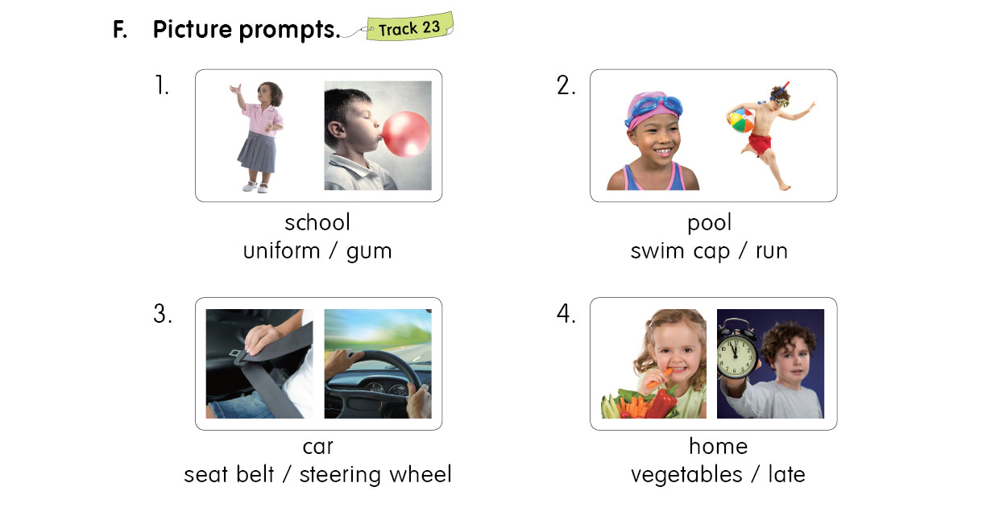 F. Picture prompts. Track 23
1.
school
uniform / gum
2.
pool
swim cap / run
3.
car
seat belt / steering wheel
4.
home
vegetables / late